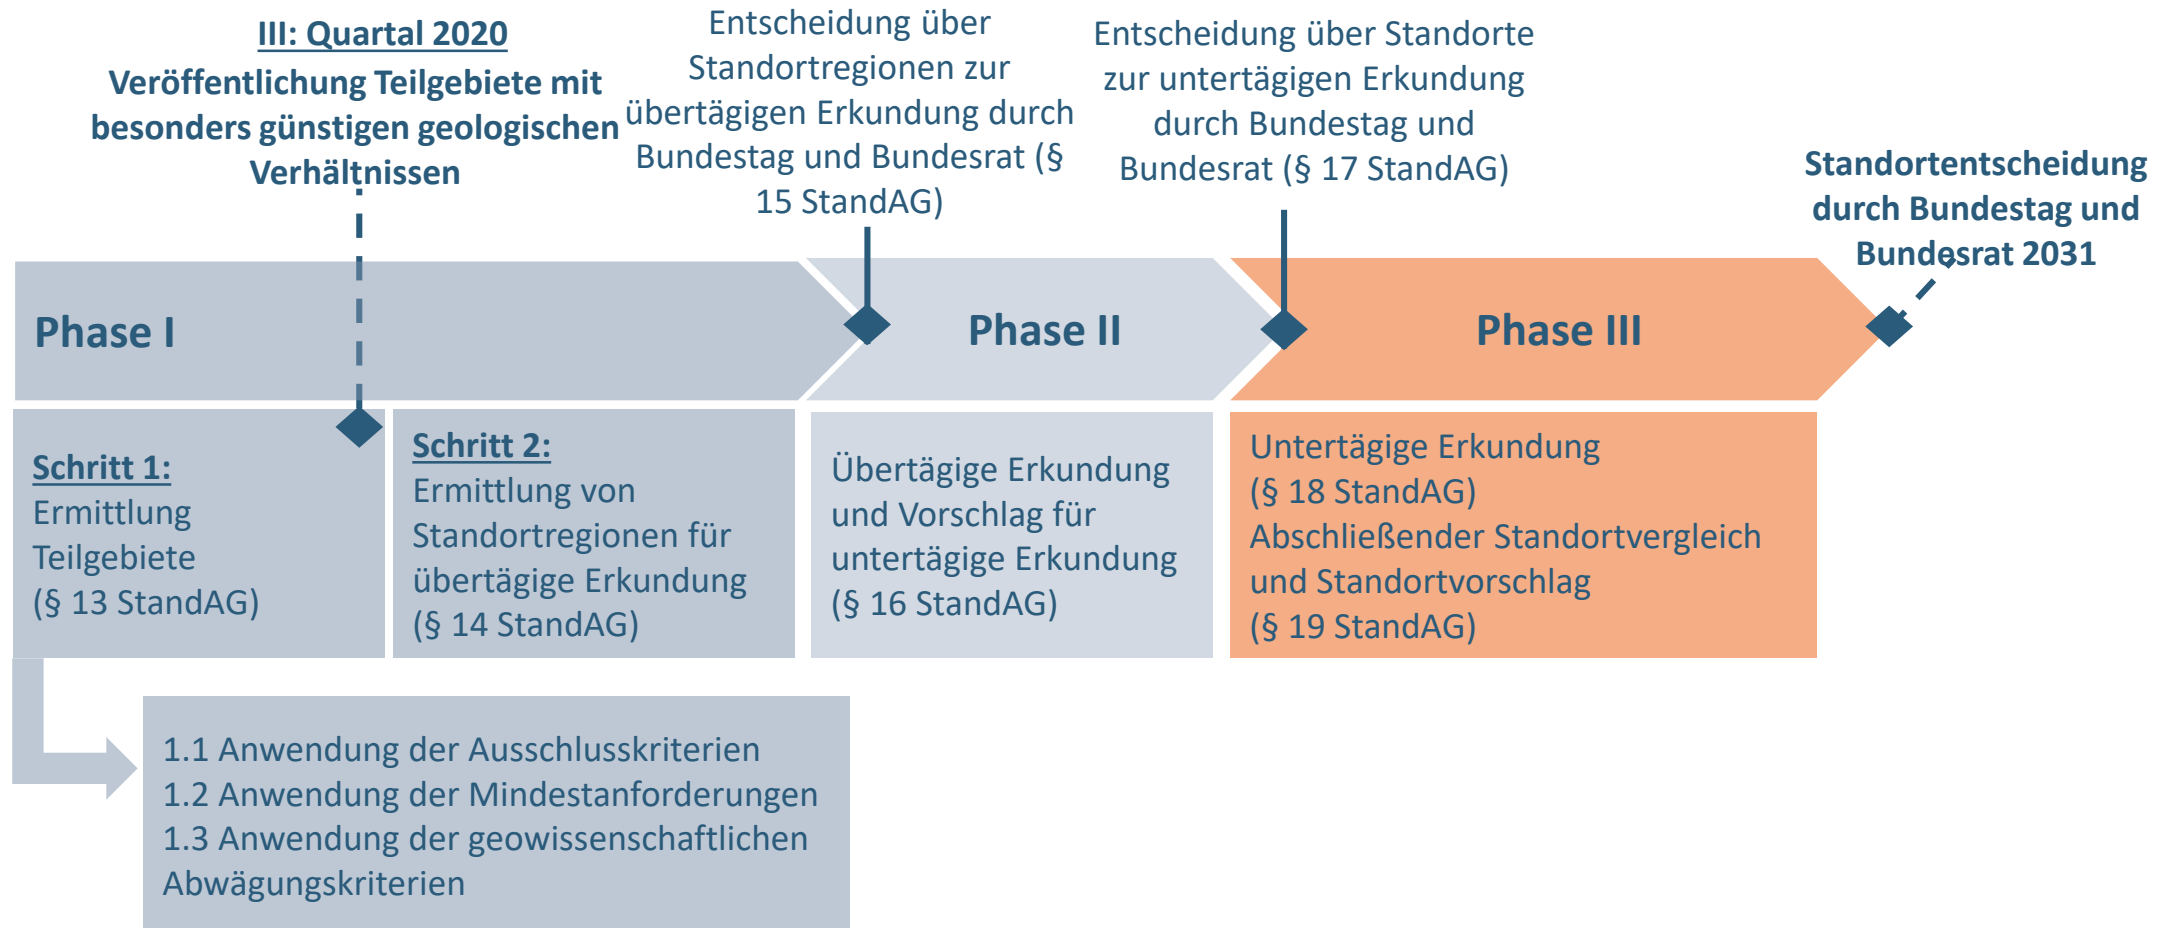 III: Quartal 2020
Veröffentlichung Teilgebiete mit
besonders günstigen geologischen
Verhältnissen
Entscheidung über
Standortregionen zur
übertägigen Erkundung durch
Bundestag und Bundesrat (§
15 StandAG)
Entscheidung über Standorte
zur untertägigen Erkundung
durch Bundestag und
Bundesrat (§ 17 StandAG)
Standortentscheidung
durch Bundestag und
Bundesrat 2031
Phase I
Phase II
Phase III
Schritt 1:
Ermittlung
Teilgebiete
(§ 13 StandAG)
Schritt 2:
Ermittlung von
Standortregionen für
übertägige Erkundung
(§ 14 StandAG)
Übertägige Erkundung
und Vorschlag für
untertägige Erkundung
(§ 16 StandAG)
Untertägige Erkundung
(§ 18 StandAG)
Abschließender Standortvergleich
und Standortvorschlag
(§ 19 StandAG)
1.1 Anwendung der Ausschlusskriterien
1.2 Anwendung der Mindestanforderungen
1.3 Anwendung der geowissenschaftlichen
Abwägungskriterien